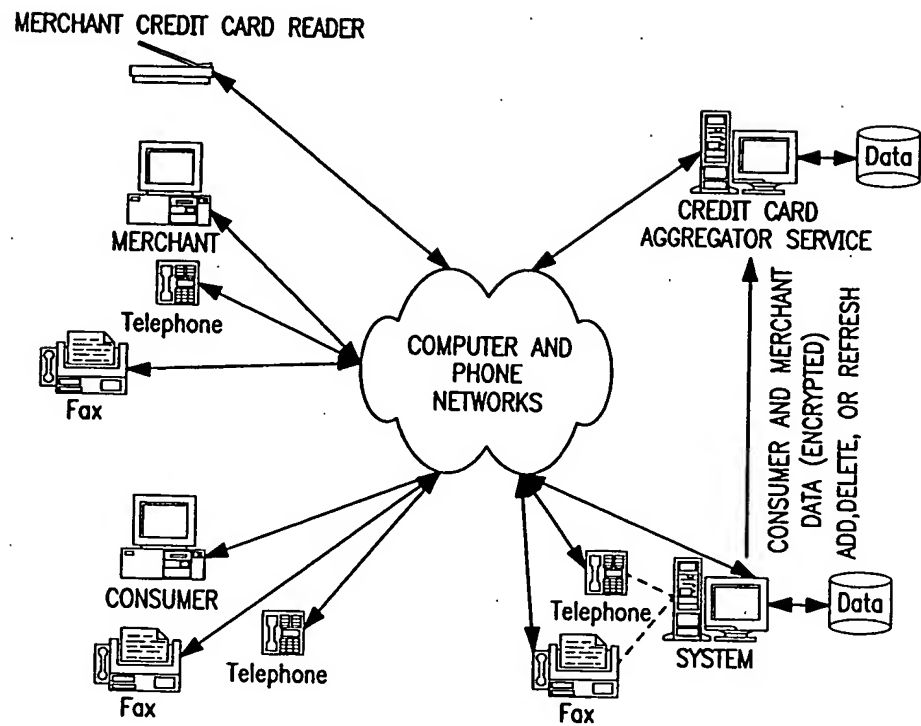 MERCHANT CREDIT CARD READER
MERCHANT
Telephone
Fax
COMPUTER AND
PHONE
NETWORKS
Data
CREDIT CARD
AGGREGATOR SERVICE
CONSUMER AND MERCHANT
DATA (ENCRYPTED)
ADD,DELETE, OR REFRESH
CONSUMER
Fax
Telephone
Telephone
Fax
SYSTEM
Data